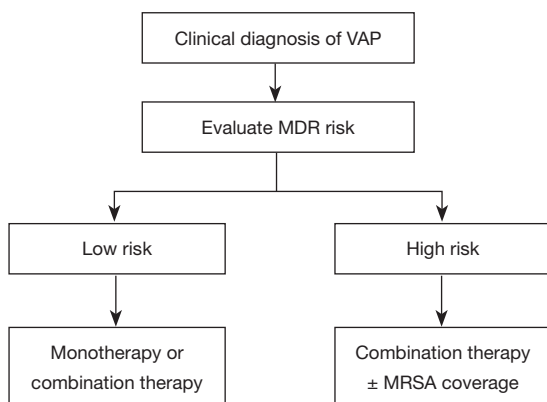 Clinical diagnosis of VAP
Evaluate MDR risk
Low risk
High risk
Monotherapy or
combination therapy
Combination therapy
± MRSA coverage